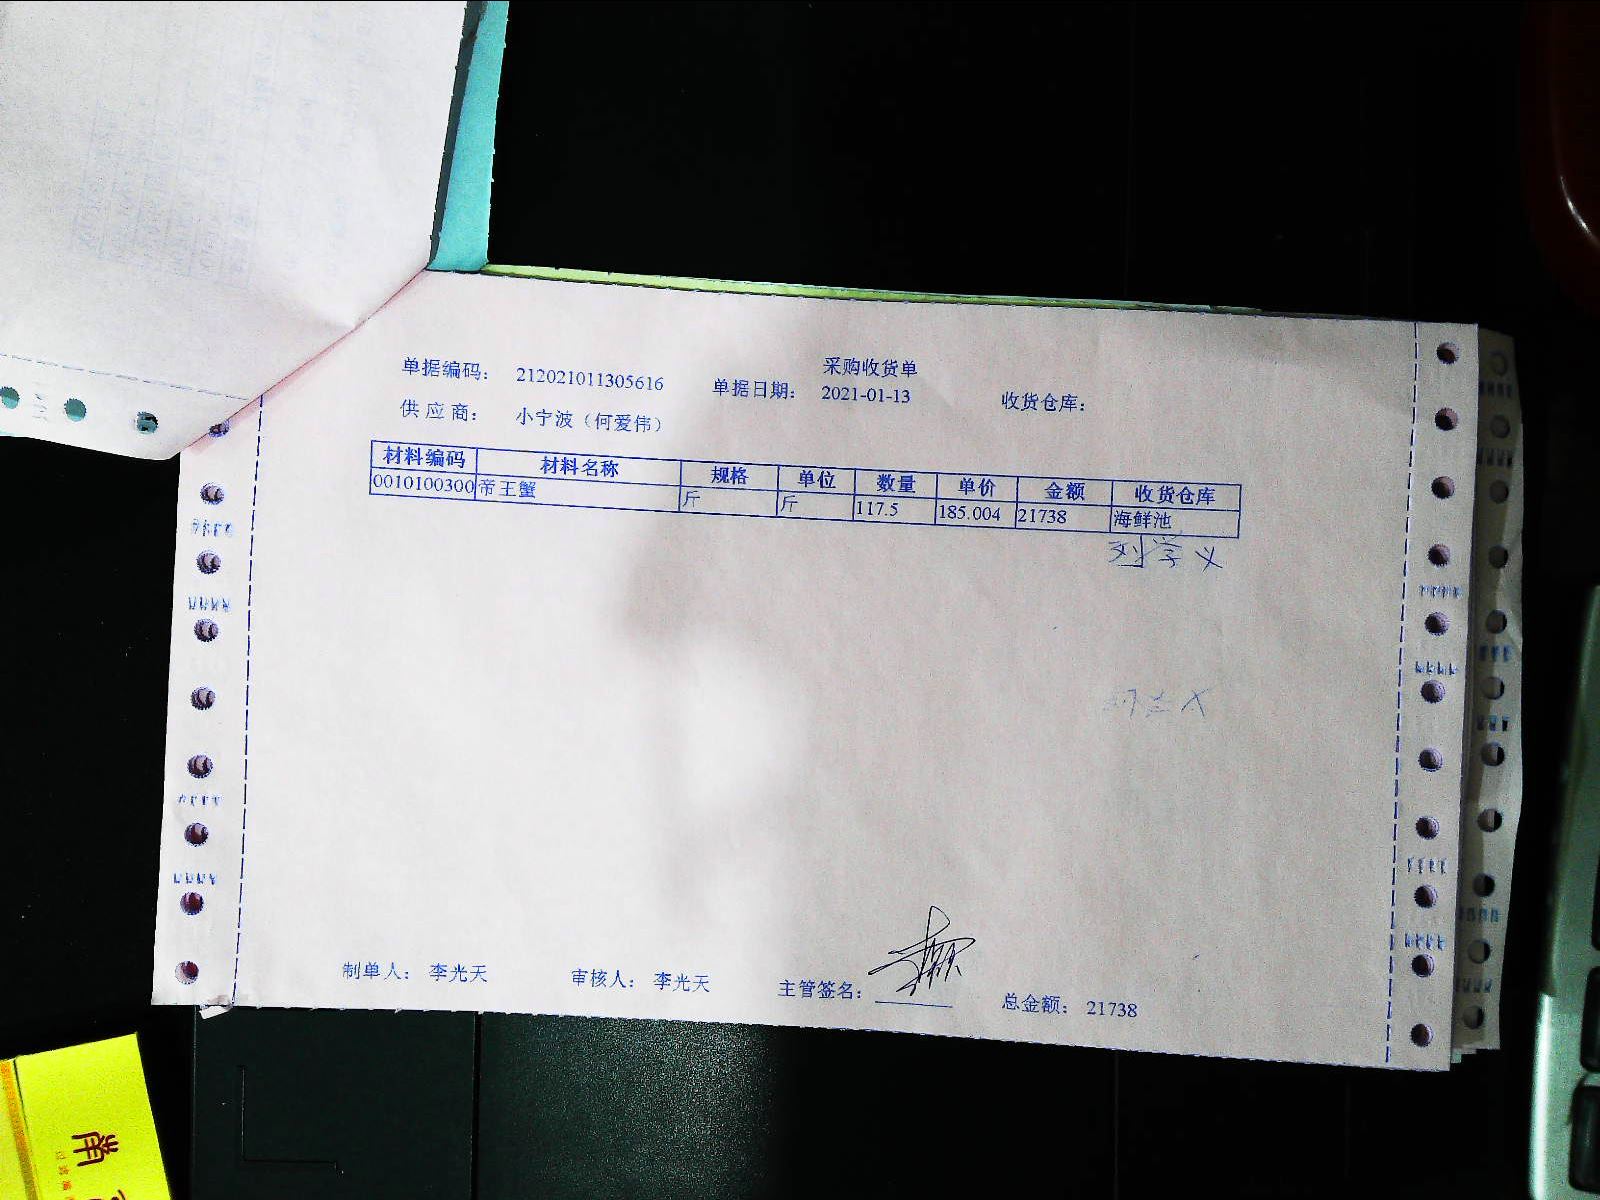 采购收货单
单据编码: 212021011305616 单据日期: 2021-01-13 收货仓库:
供应商: 小宁波（何爱伟）
材料编码 材料名称 规格 单位 数量 单价 金额 收货仓库
0010100300 帝王蟹 斤 斤 117.5 185.004 21738 海鲜池
刘学义
制单人: 李光天 审核人: 李光天 主管签名: 总金额: 21738